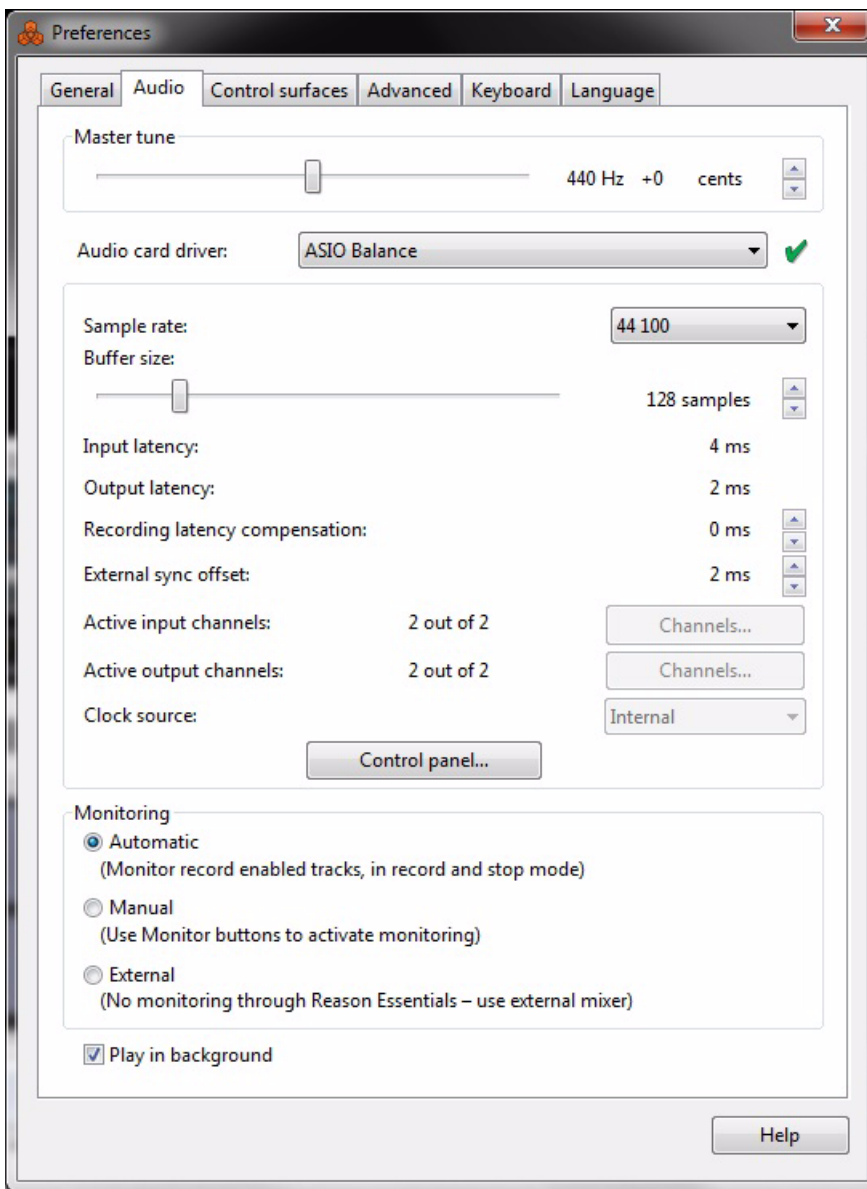 Preferences
General Audio Control surfaces Advanced Keyboard Language
Master tune
440 Hz +0 cents
Audio card driver: ASIO Balance
Sample rate: 44 100
Buffer size:
128 samples
Input latency: 4 ms
Output latency: 2 ms
Recording latency compensation: 0 ms
External sync offset: 2 ms
Active input channels: 2 out of 2 Channels...
Active output channels: 2 out of 2 Channels...
Clock source: Internal
Control panel...
Monitoring
Automatic
(Monitor record enabled tracks, in record and stop mode)
Manual
(Use Monitor buttons to activate monitoring)
External
(No monitoring through Reason Essentials – use external mixer)
Play in background
Help